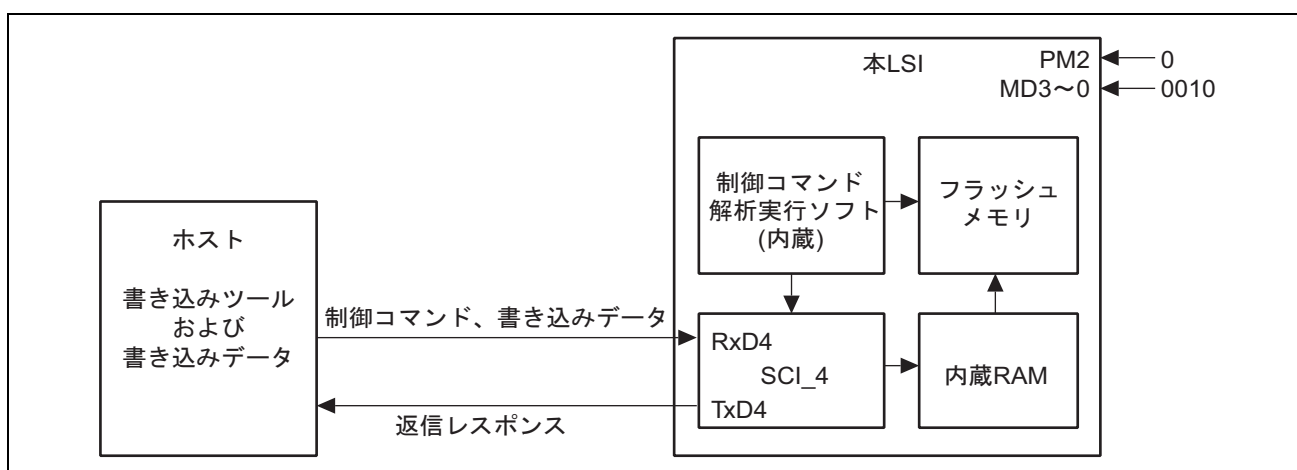 本LSI
PM2
0
MD3～0
0010
制御コマンド
解析実行ソフト
(内蔵)
フラッシュ
メモリ
ホスト
書き込みツール
および
書き込みデータ
制御コマンド、書き込みデータ
RxD4
SCI_4
TxD4
内蔵RAM
返信レスポンス